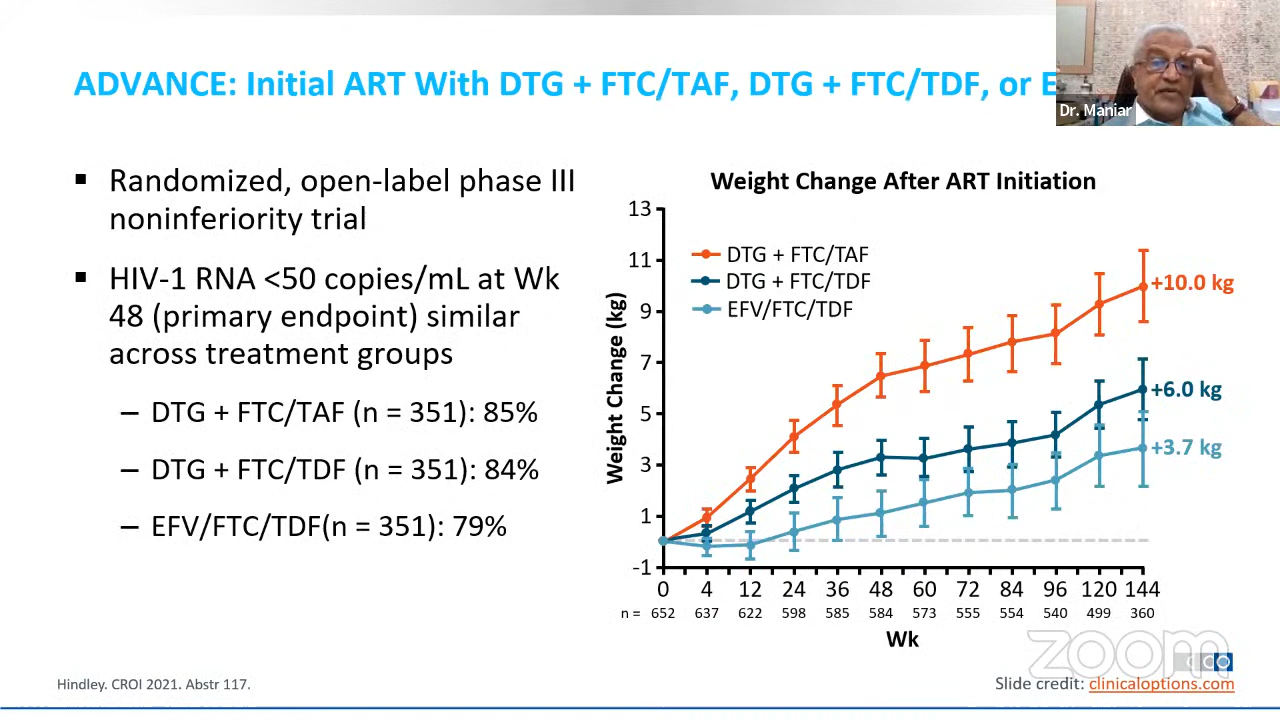 ADVANCE: Initial ART With DTG + FTC/TAF, DTG + FTC/TDF, or E
Dr. Maniar
▪ Randomized, open-label phase III
noninferiority trial
▪ HIV-1 RNA <50 copies/mL at Wk
48 (primary endpoint) similar
across treatment groups
– DTG + FTC/TAF (n = 351): 85%
– DTG + FTC/TDF (n = 351): 84%
– EFV/FTC/TDF(n = 351): 79%
Weight Change After ART Initiation
Weight Change (kg)
13
11
9
7
5
3
1
-1
DTG + FTC/TAF
DTG + FTC/TDF
EFV/FTC/TDF
+10.0 kg
+6.0 kg
+3.7 kg
0 4 12 24 36 48 60 72 84 96 120 144
n = 652 637 622 598 585 584 573 555 554 540 499 360
Wk
zoom
Hindley. CROI 2021. Abstr 117.
Slide credit: clinicaloptions.com